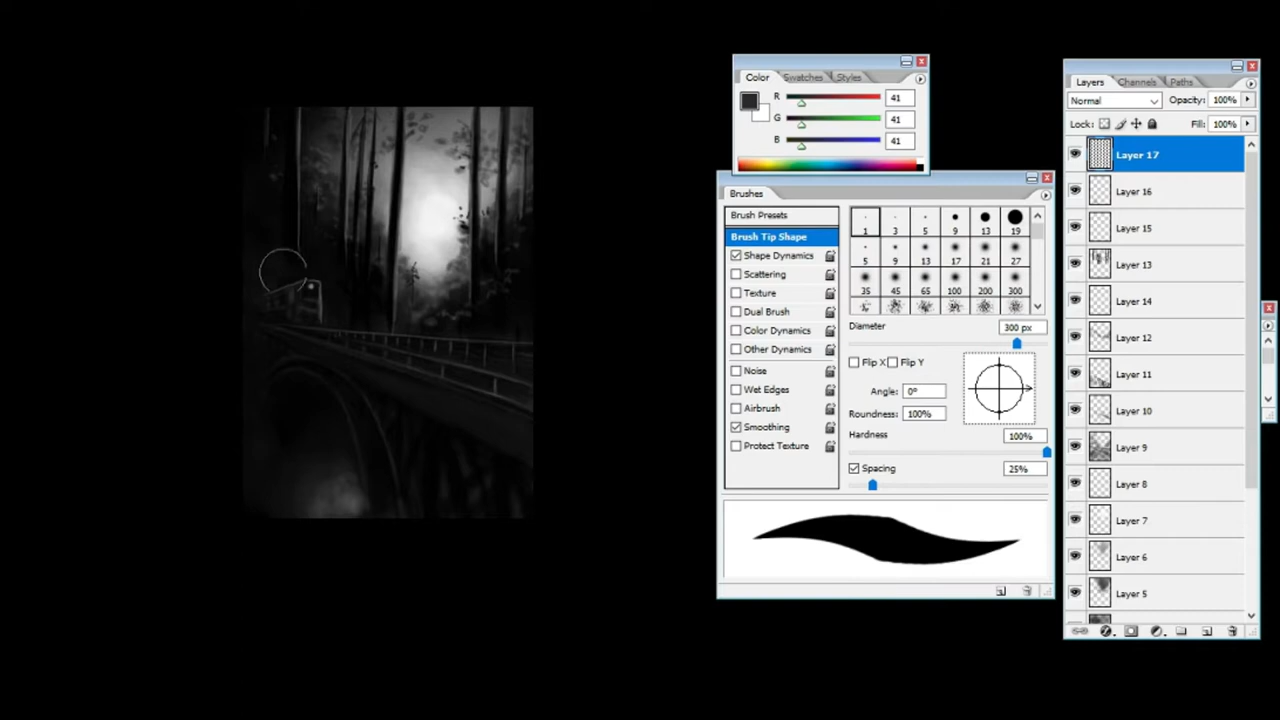 Color Swatches Styles
R 41
G 41
B 41
Brushes
Brush Presets
Brush Tip Shape
Shape Dynamics
Scattering
Texture
Dual Brush
Color Dynamics
Other Dynamics
Noise
Wet Edges
Airbrush
Smoothing
Protect Texture
1 3 5 9 13 19
5 9 13 17 21 27
35 45 65 100 200 300
Diameter 300 px
Flip X Flip Y
Angle: 0°
Roundness: 100%
Hardness 100%
Spacing 25%
Layers Channels Paths
Normal Opacity: 100%
Lock: Fill: 100%
Layer 17
Layer 16
Layer 15
Layer 13
Layer 14
Layer 12
Layer 11
Layer 10
Layer 9
Layer 8
Layer 7
Layer 6
Layer 5